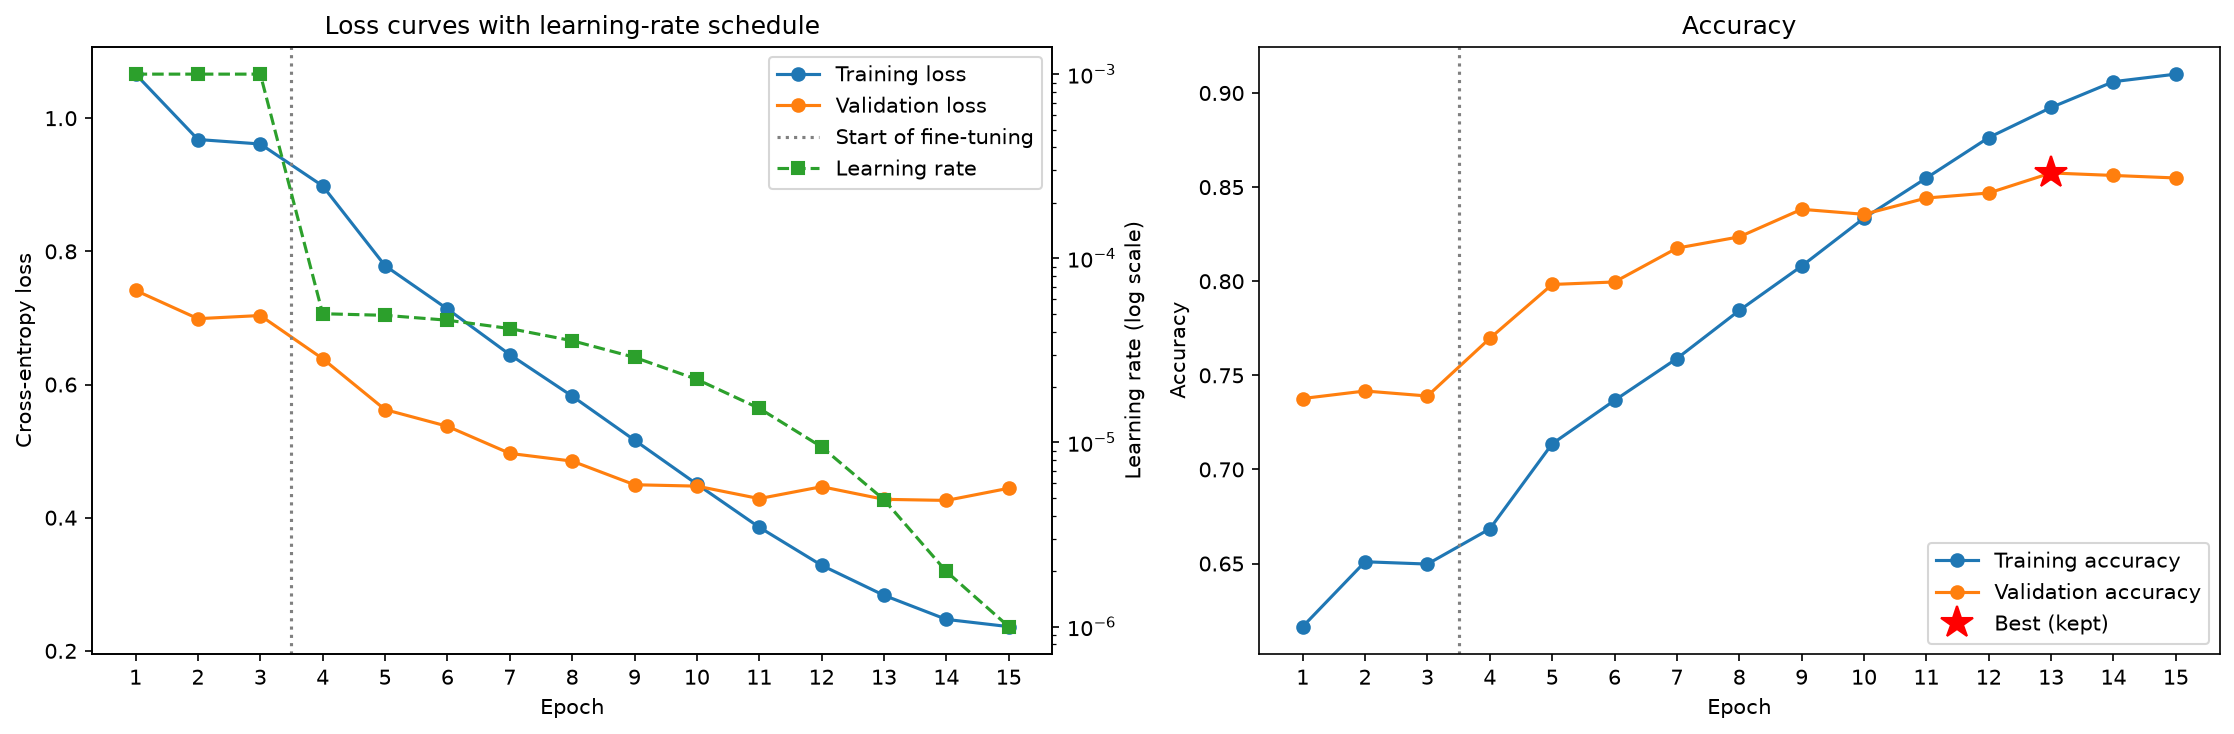 Loss curves with learning-rate schedule
Training loss
Validation loss
Start of fine-tuning
Learning rate
Cross-entropy loss
1.0
0.8
0.6
0.4
0.2
10⁻³
10⁻⁴
10⁻⁵
10⁻⁶
Learning rate (log scale)
1 2 3 4 5 6 7 8 9 10 11 12 13 14 15
Epoch
Accuracy
Accuracy
0.90
0.85
0.80
0.75
0.70
0.65
Training accuracy
Validation accuracy
Best (kept)
1 2 3 4 5 6 7 8 9 10 11 12 13 14 15
Epoch